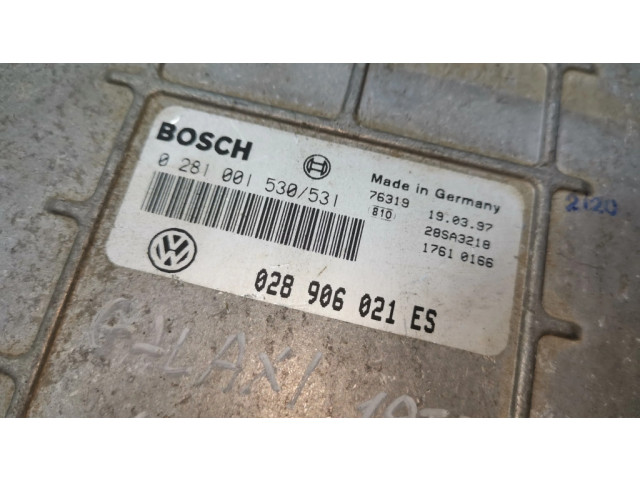 BOSCH
0 281 001 530/531
Made in Germany
76319 19.03.97
810 28SA3218
1761 0166
028 906 021 ES
GALAXI
2120